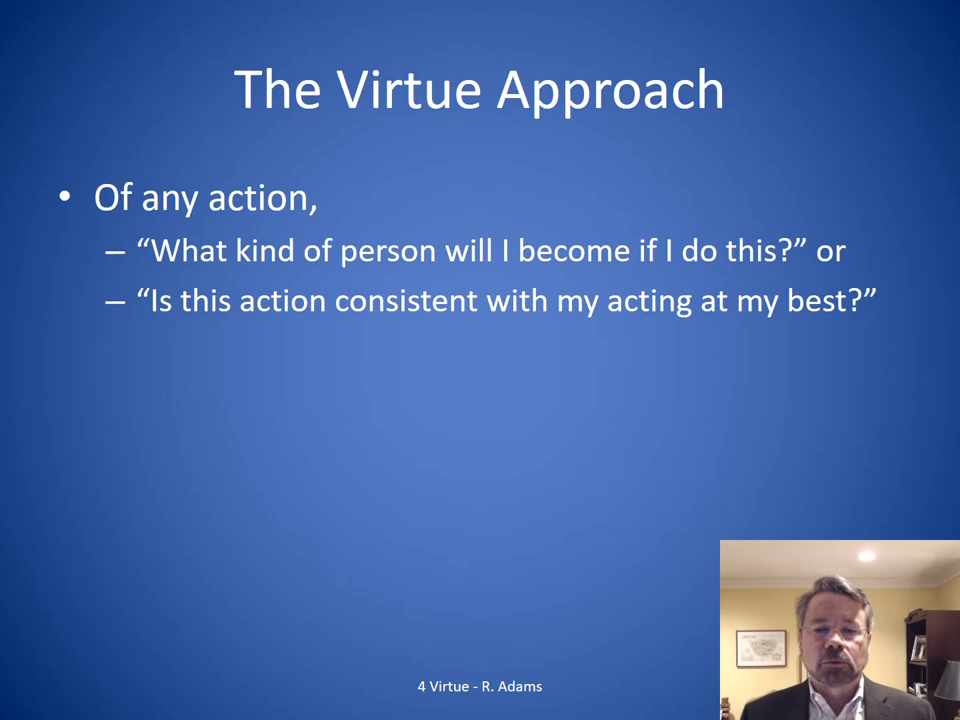 The Virtue Approach
• Of any action,
– “What kind of person will I become if I do this?” or
– “Is this action consistent with my acting at my best?”
4 Virtue - R. Adams